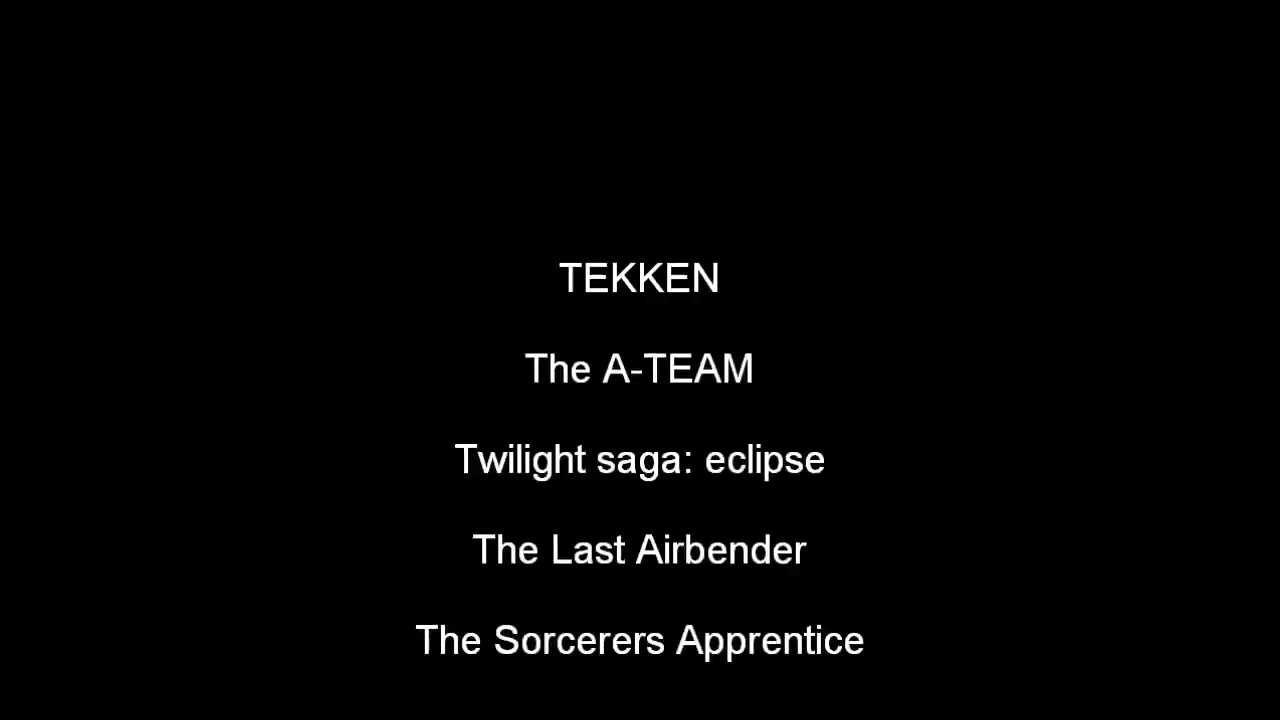 TEKKEN
The A-TEAM
Twilight saga: eclipse
The Last Airbender
The Sorcerers Apprentice